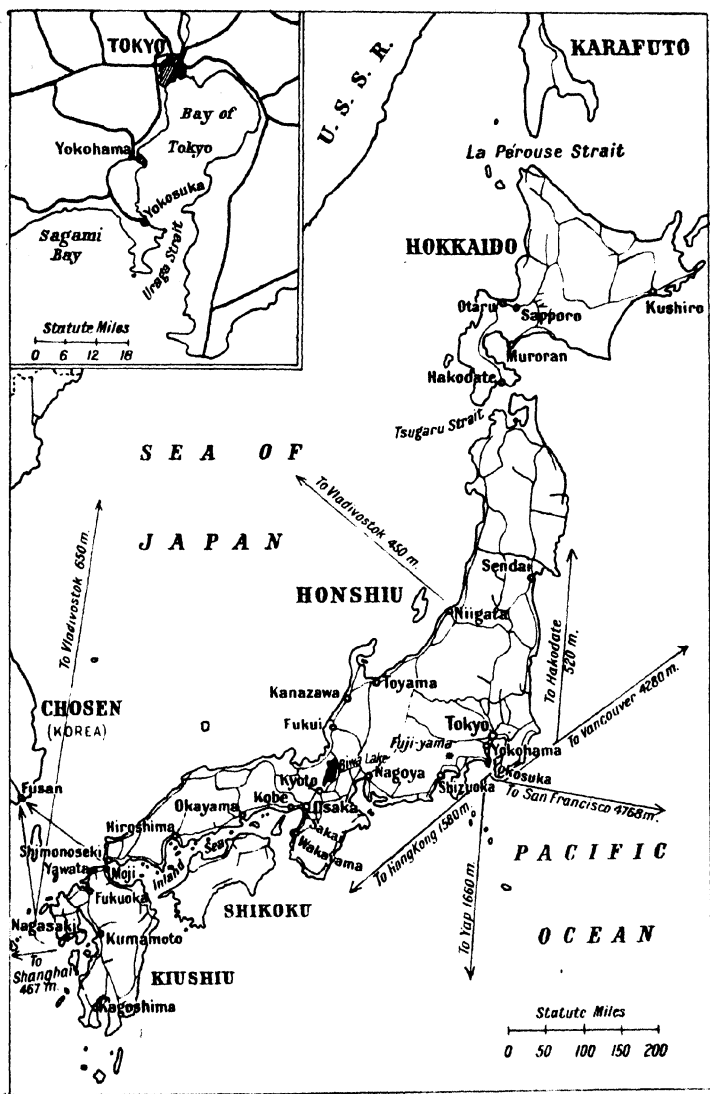 TOKYO
Bay of
Tokyo
Yokohama
Yokosuka
Sagami
Bay
Uraga Strait
Statute Miles
0 6 12 18
U. S. S. R.
KARAFUTO
La Pérouse Strait
HOKKAIDO
Otaru
Sapporo
Kushiro
Muroran
Hakodate
Tsugaru Strait
SEA OF
JAPAN
To Vladivostok 450 m.
To Vladivostok 650 m.
HONSHIU
Sendai
Niigata
To Hakodate
520 m.
To Vancouver 4280 m.
Toyama
Kanazawa
Fukui
CHOSEN
(KOREA)
Tokyo
Fuji-yama
Yokohama
Yokosuka
Biwa Lake
Kyoto
Nagoya
Shizuoka
To San Francisco 4768 m.
Fusan
Kobe
Osaka
Okayama
Sakai
Wakayama
Hiroshima
Inland Sea
To HongKong 1580 m.
Shimonoseki
Yawata
Moji
Fukuoka
SHIKOKU
PACIFIC
OCEAN
To Yap 1660 m.
Nagasaki
Kumamoto
To
Shanghai
467 m.
KIUSHIU
Kagoshima
Statute Miles
0 50 100 150 200